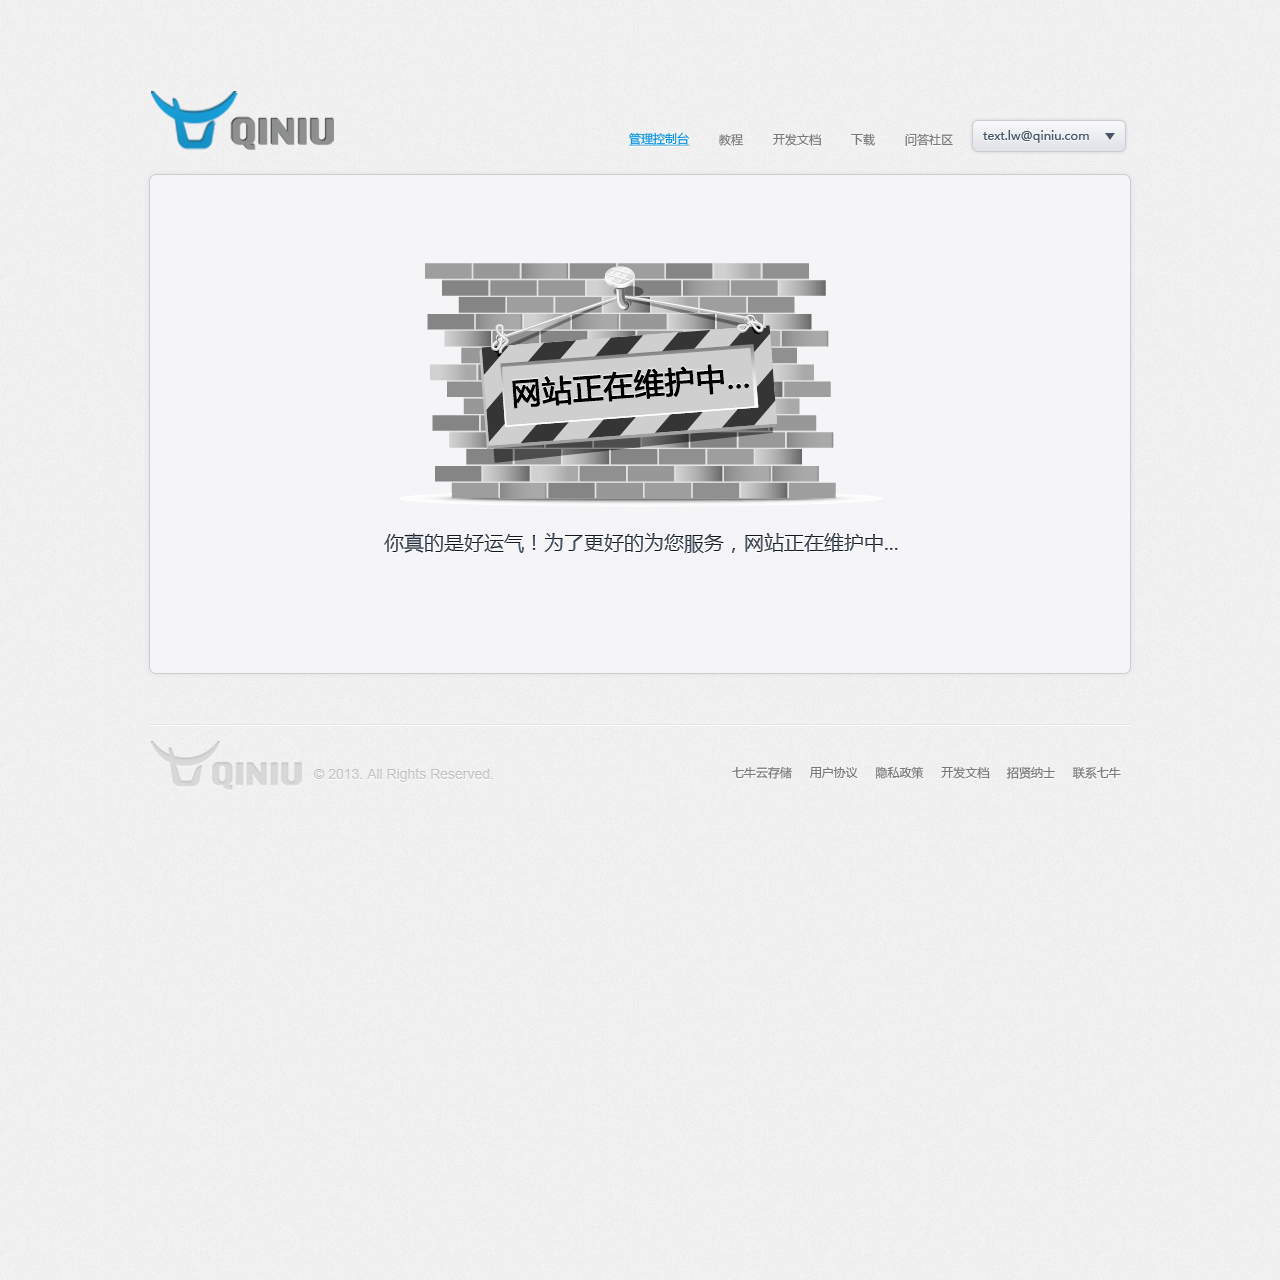 QINIU
管理控制台 教程 开发文档 下载 问答社区 text.lw@qiniu.com
网站正在维护中...
你真的是好运气！为了更好的为您服务，网站正在维护中...
QINIU © 2013. All Rights Reserved. 七牛云存储 用户协议 隐私政策 开发文档 招贤纳士 联系七牛